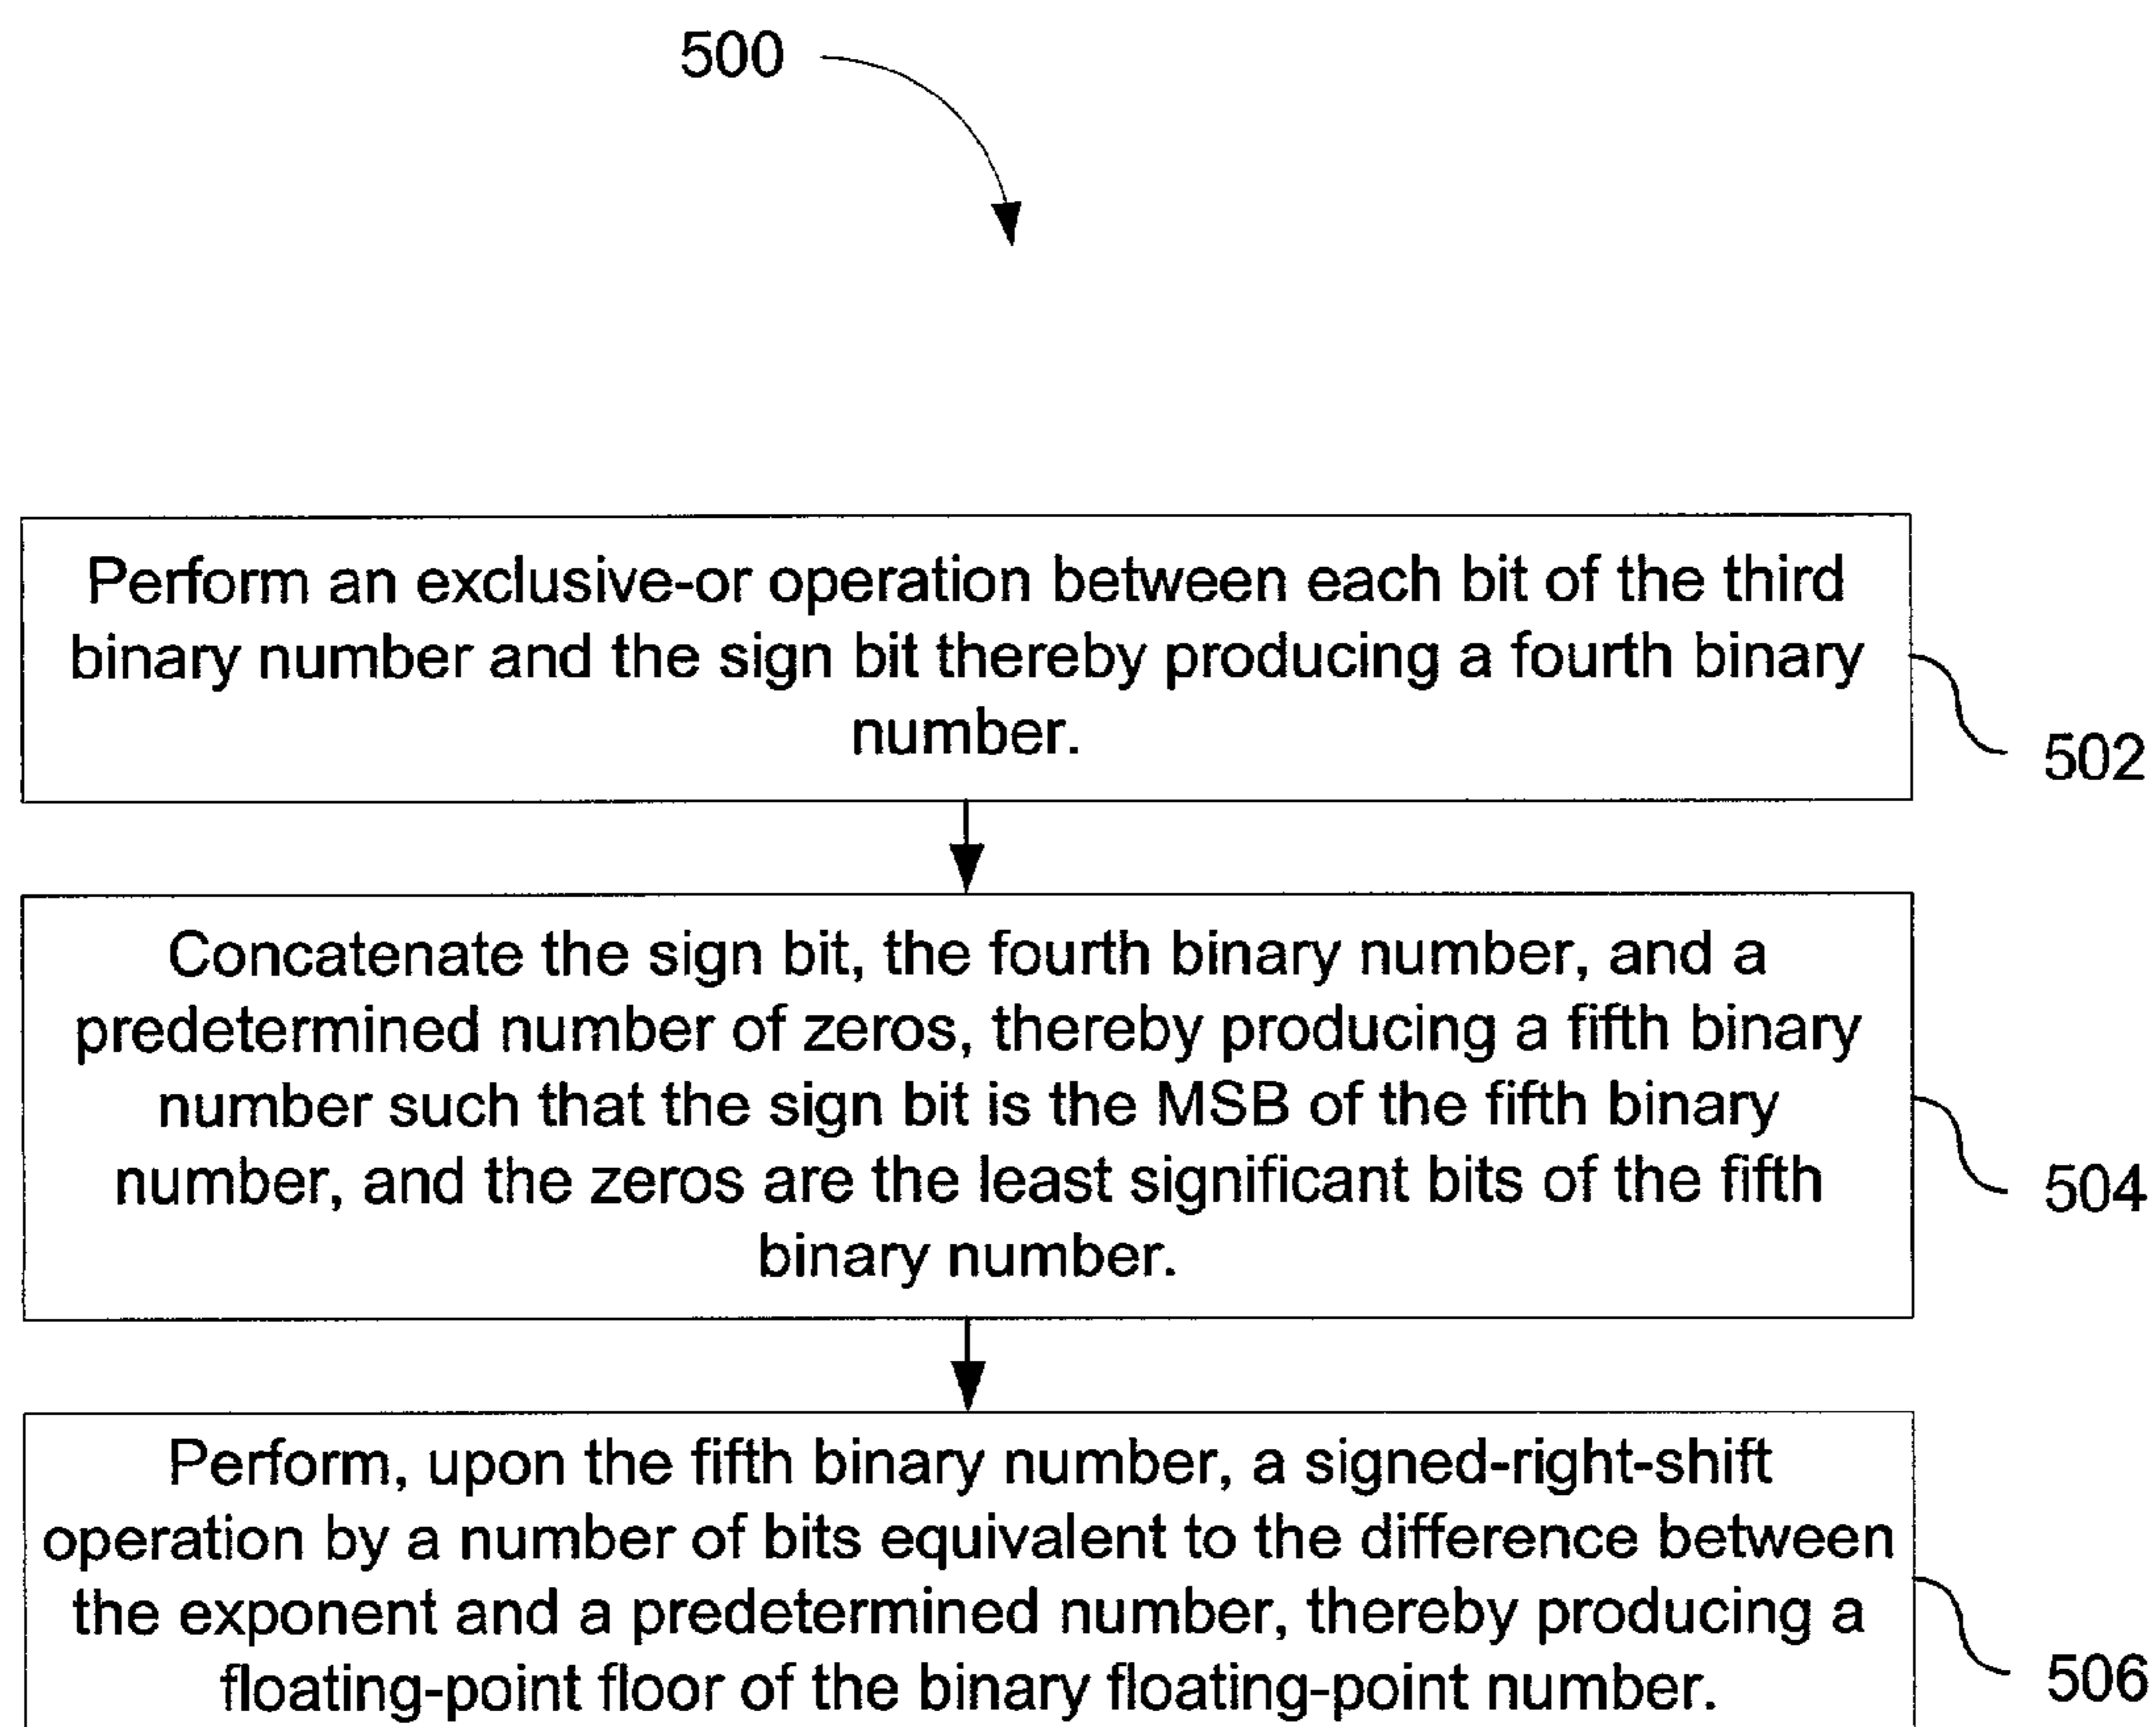 500
Perform an exclusive-or operation between each bit of the third
binary number and the sign bit thereby producing a fourth binary
number.
502
Concatenate the sign bit, the fourth binary number, and a
predetermined number of zeros, thereby producing a fifth binary
number such that the sign bit is the MSB of the fifth binary
number, and the zeros are the least significant bits of the fifth
binary number.
504
Perform, upon the fifth binary number, a signed-right-shift
operation by a number of bits equivalent to the difference between
the exponent and a predetermined number, thereby producing a
floating-point floor of the binary floating-point number.
506